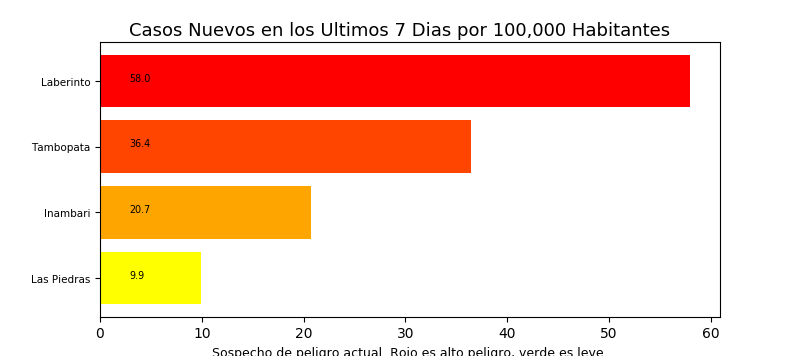 Casos Nuevos en los Ultimos 7 Dias por 100,000 Habitantes
Laberinto
58.0
Tambopata
36.4
Inambari
20.7
Las Piedras
9.9
0 10 20 30 40 50 60
Sospecho de peligro actual. Rojo es alto peligro, verde es leve